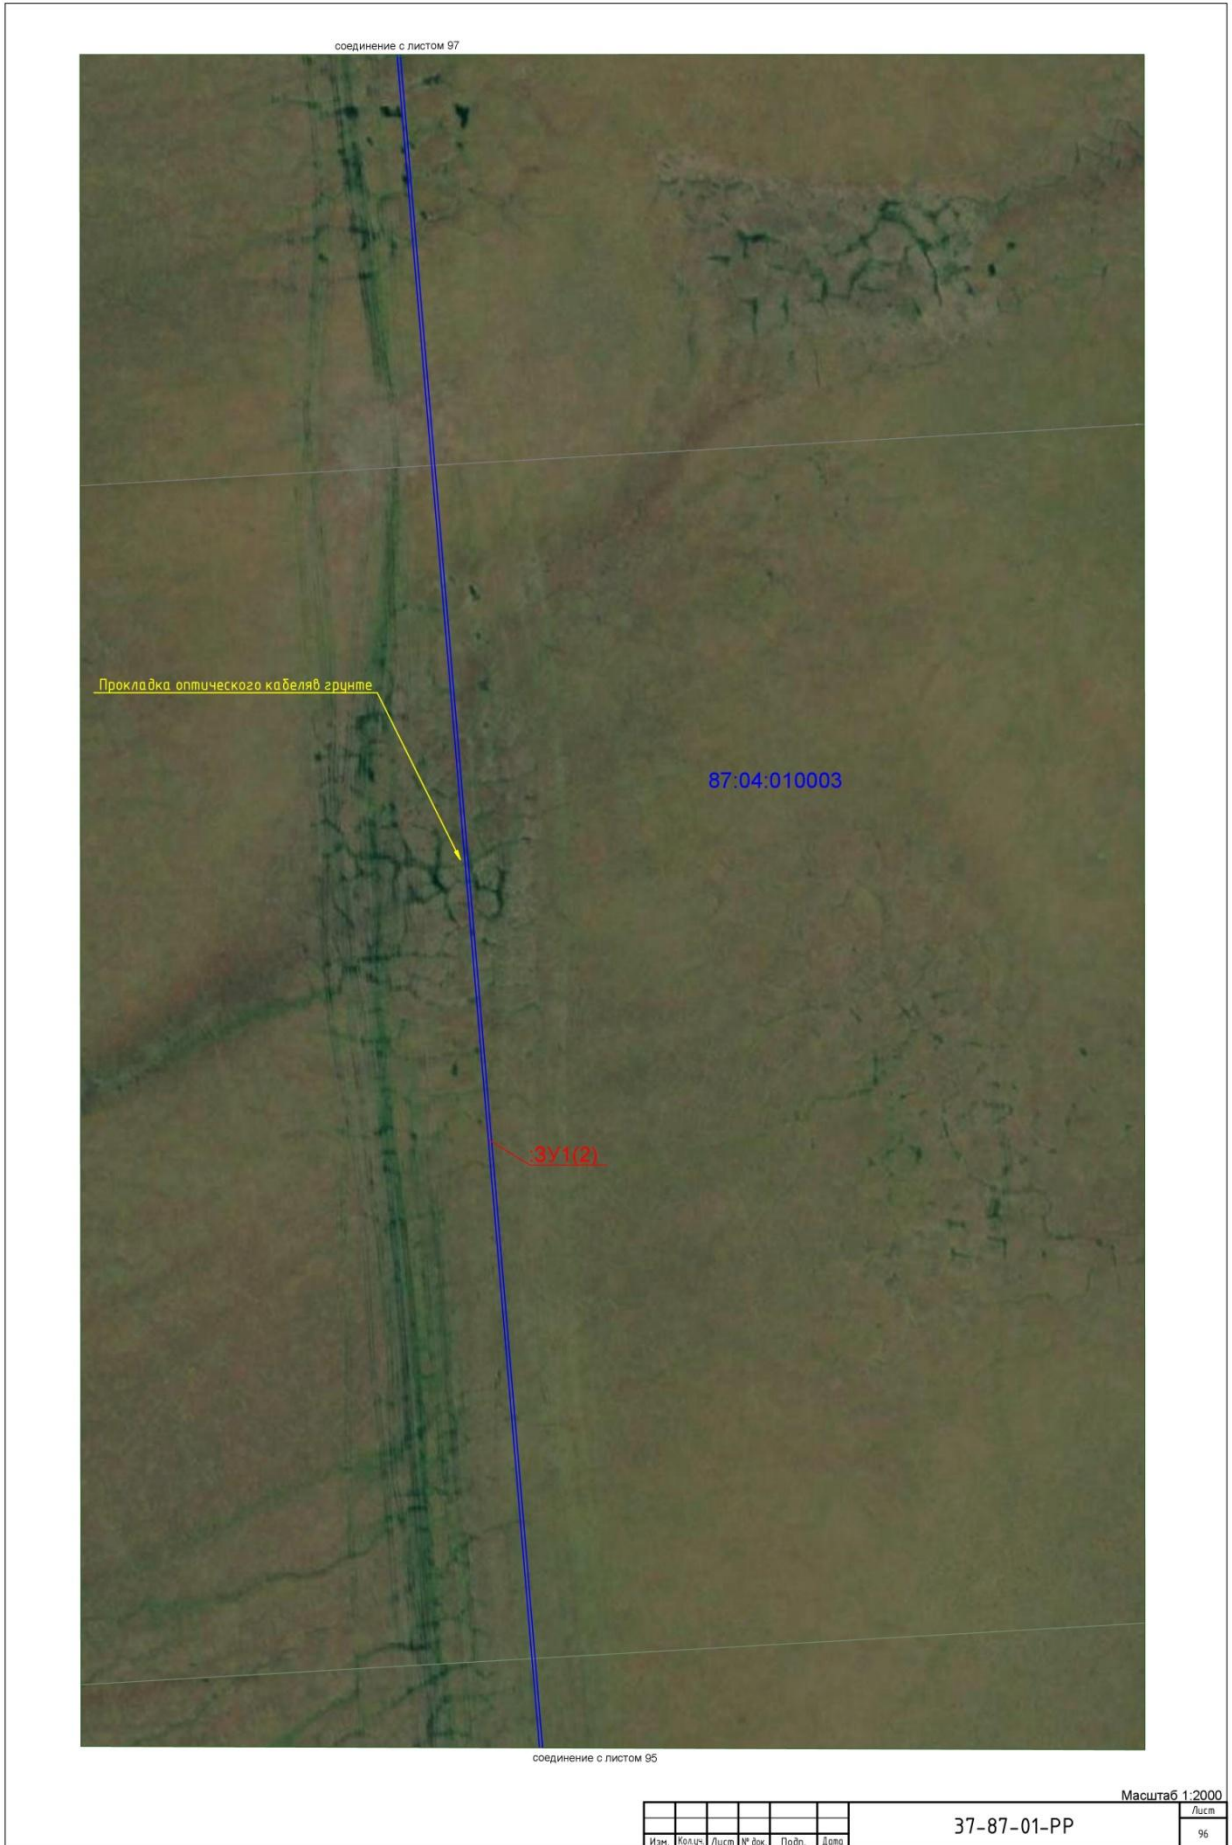 соединение с листом 97
Прокладка оптического кабеляв грунте
87:04:010003
:ЗУ1(2)
соединение с листом 95
Масштаб 1:2000
Изм. Кол.уч. Лист № док. Подп. Дата
37-87-01-РР
Лист
96